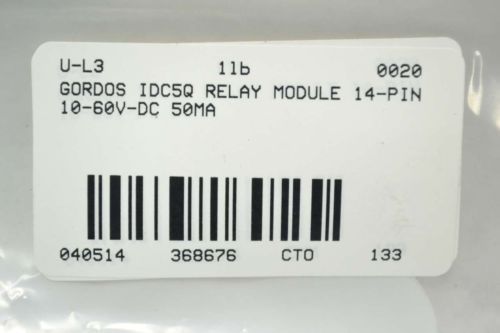 U-L3 1lb 0020
GORDOS IDC5Q RELAY MODULE 14-PIN
10-60V-DC 50MA
040514 368676 CTO 133